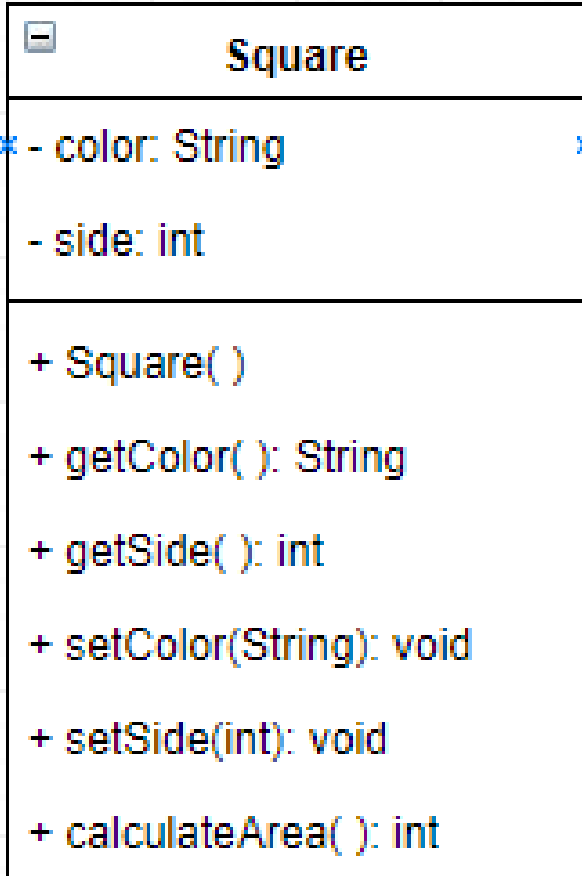 Square
- color: String
- side: int
+ Square( )
+ getColor( ): String
+ getSide( ): int
+ setColor(String): void
+ setSide(int): void
+ calculateArea( ): int